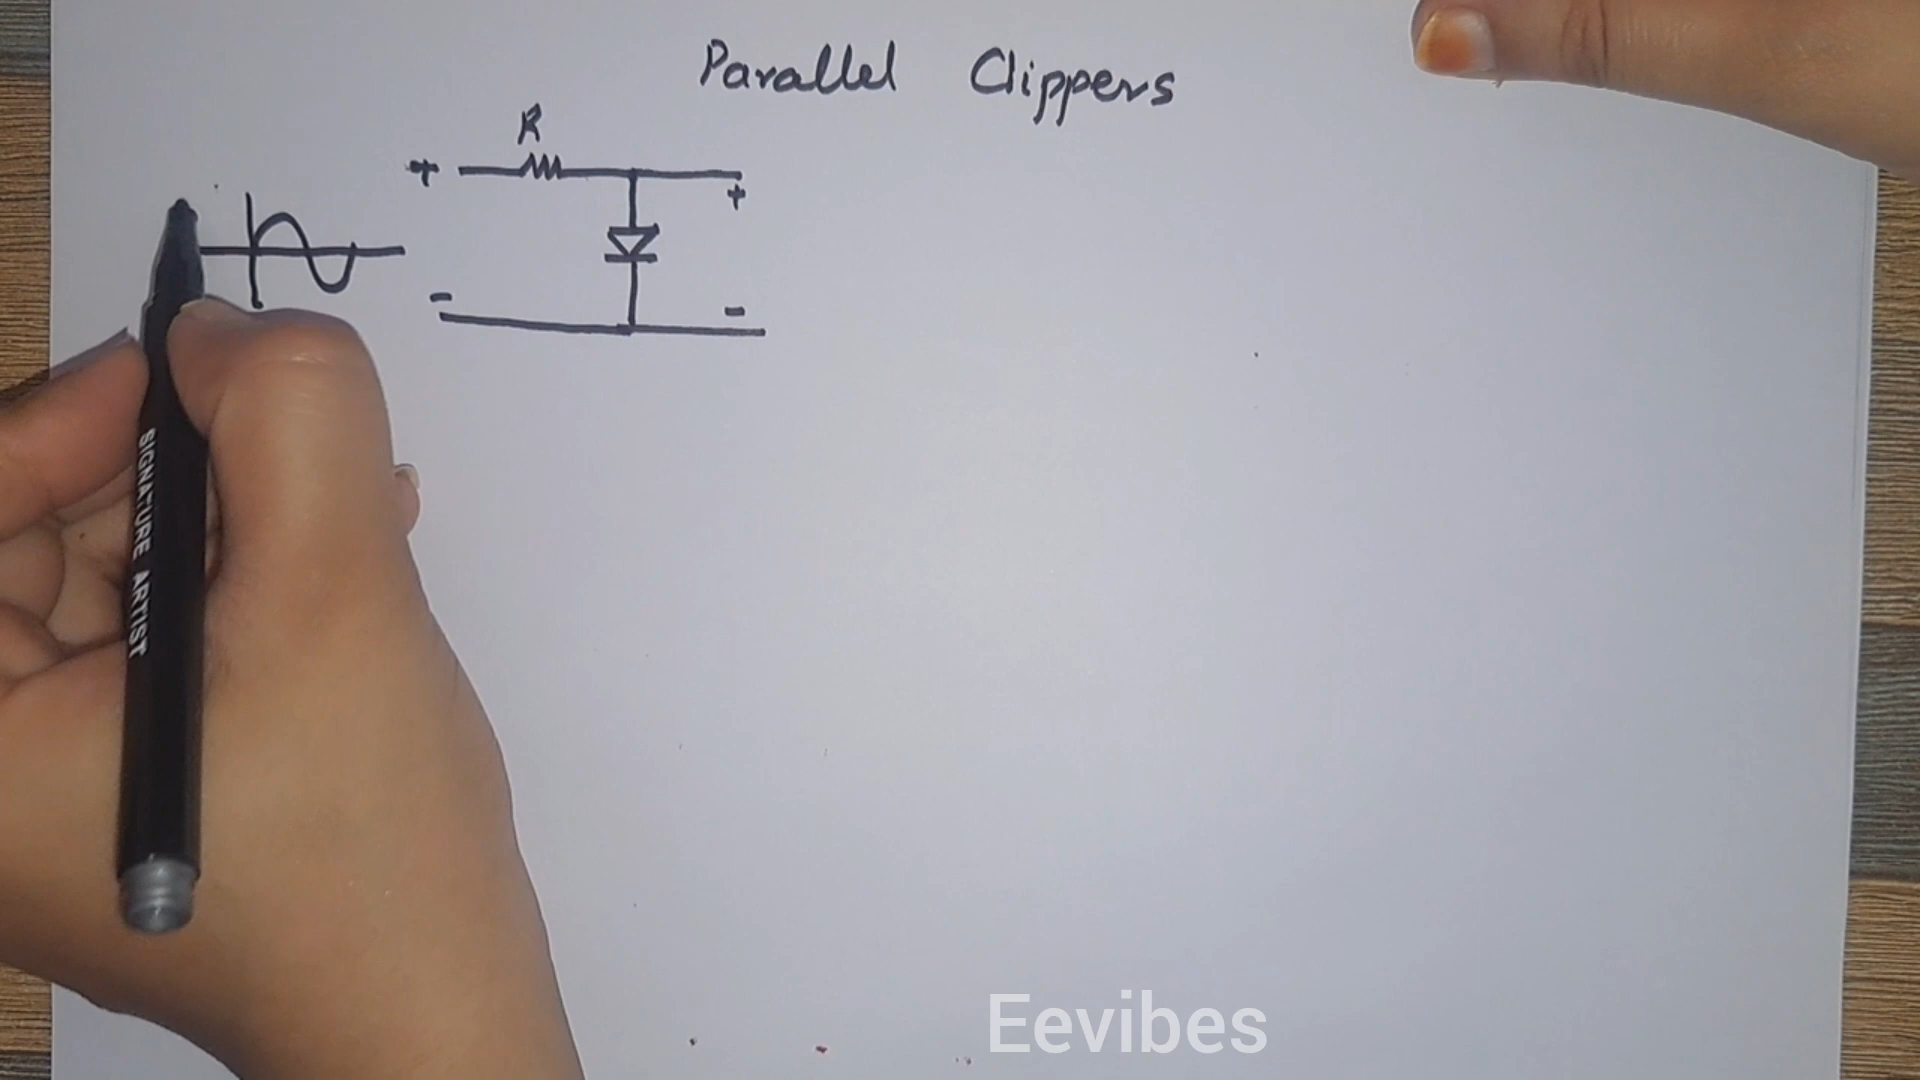 Parallel Clippers
R
+
+
-
-
SIGNATURE ARTIST
Eevibes